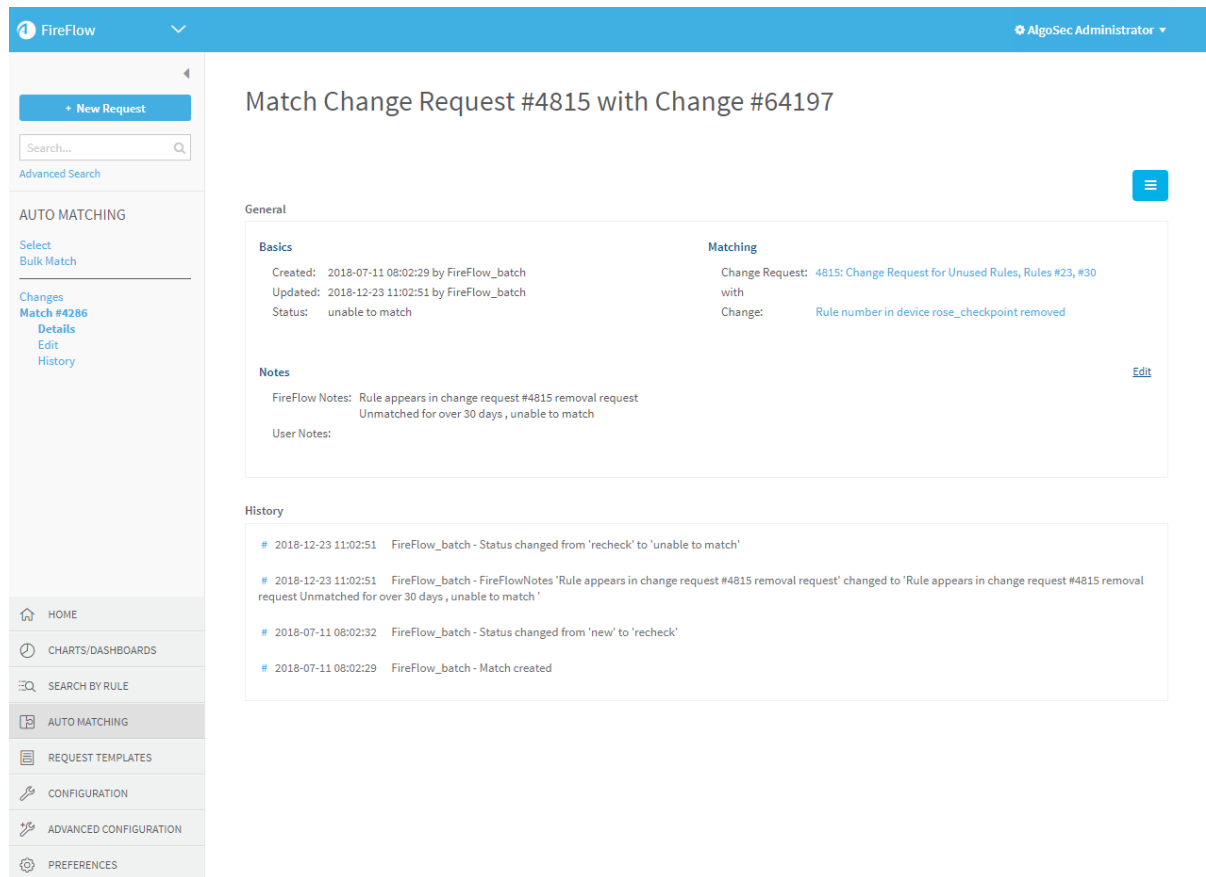 FireFlow
AlgoSec Administrator
+ New Request
Search...
Advanced Search
AUTO MATCHING
Select
Bulk Match
Changes
Match #4286
Details
Edit
History
HOME
CHARTS/DASHBOARDS
SEARCH BY RULE
AUTO MATCHING
REQUEST TEMPLATES
CONFIGURATION
ADVANCED CONFIGURATION
PREFERENCES
Match Change Request #4815 with Change #64197
General
Basics
Created: 2018-07-11 08:02:29 by FireFlow_batch
Updated: 2018-12-23 11:02:51 by FireFlow_batch
Status: unable to match
Matching
Change Request: 4815: Change Request for Unused Rules, Rules #23, #30
with
Change: Rule number in device rose_checkpoint removed
Notes
Edit
FireFlow Notes: Rule appears in change request #4815 removal request
Unmatched for over 30 days , unable to match
User Notes:
History
# 2018-12-23 11:02:51 FireFlow_batch - Status changed from 'recheck' to 'unable to match'
# 2018-12-23 11:02:51 FireFlow_batch - FireFlowNotes 'Rule appears in change request #4815 removal request' changed to 'Rule appears in change request #4815 removal
request Unmatched for over 30 days , unable to match '
# 2018-07-11 08:02:32 FireFlow_batch - Status changed from 'new' to 'recheck'
# 2018-07-11 08:02:29 FireFlow_batch - Match created